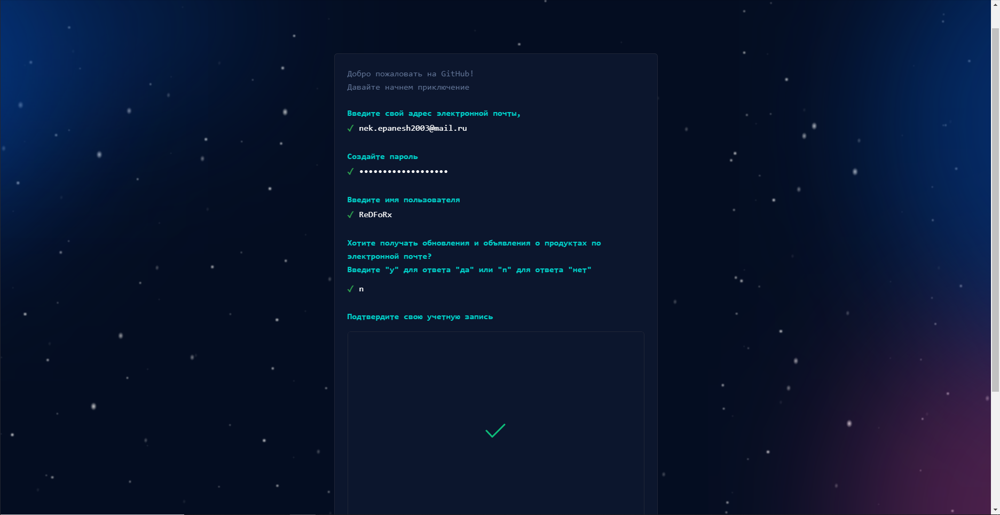 Добро пожаловать на GitHub!
Давайте начнем приключение
Введите свой адрес электронной почты,
✓ nek.epanesh2003@mail.ru
Создайте пароль
✓ •••••••••••••••••••
Введите имя пользователя
✓ ReDFoRx
Хотите получать обновления и объявления о продуктах по
электронной почте?
Введите "y" для ответа "да" или "n" для ответа "нет"
✓ n
Подтвердите свою учетную запись